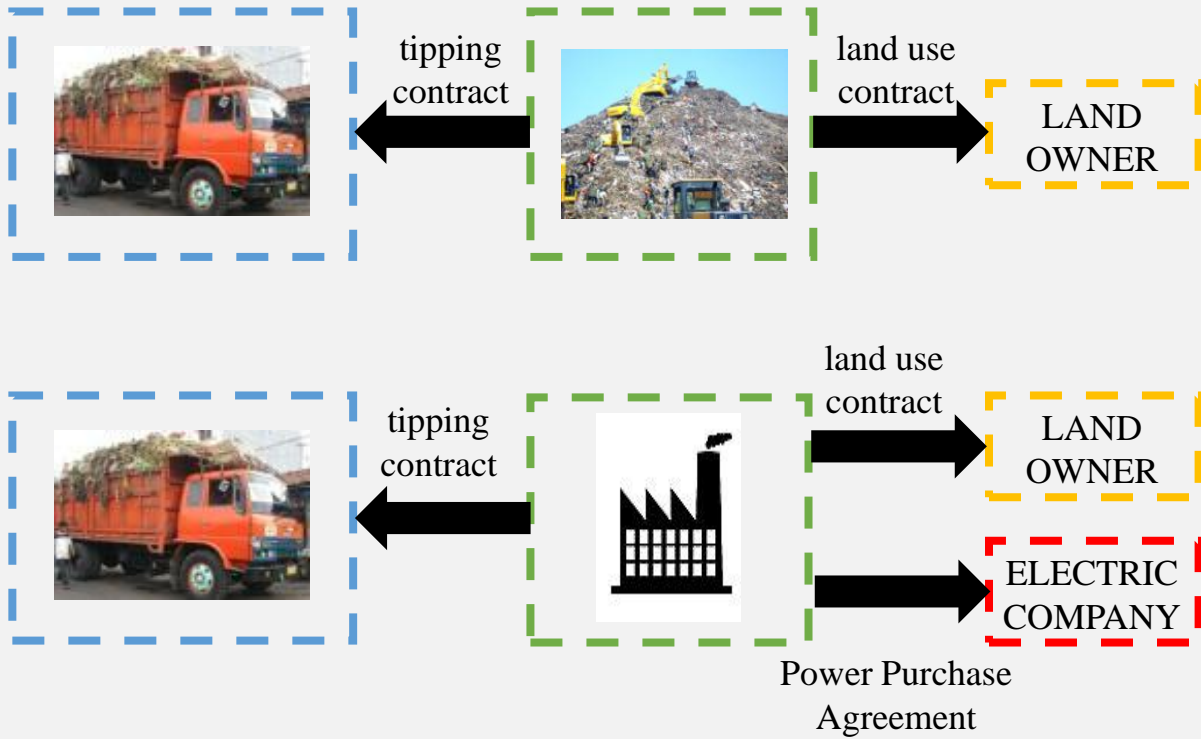 tipping
contract
land use
contract
LAND
OWNER
land use
contract
tipping
contract
LAND
OWNER
ELECTRIC
COMPANY
Power Purchase
Agreement